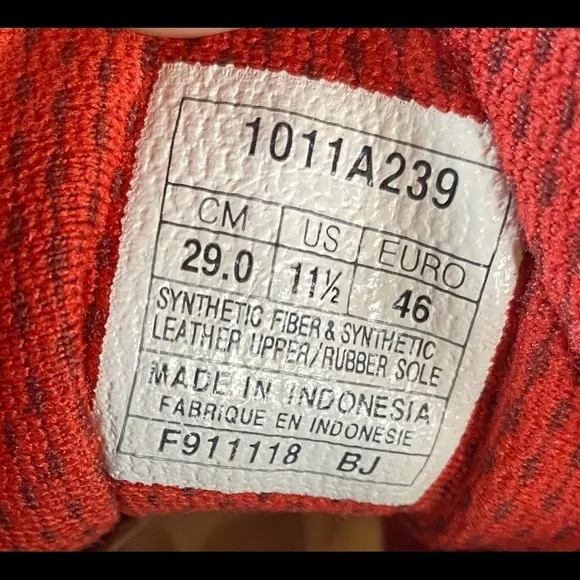 1011A239
CM US EURO
29.0 11½ 46
SYNTHETIC FIBER & SYNTHETIC
LEATHER UPPER/RUBBER SOLE
MADE IN INDONESIA
FABRIQUE EN INDONESIE
F911118 BJ